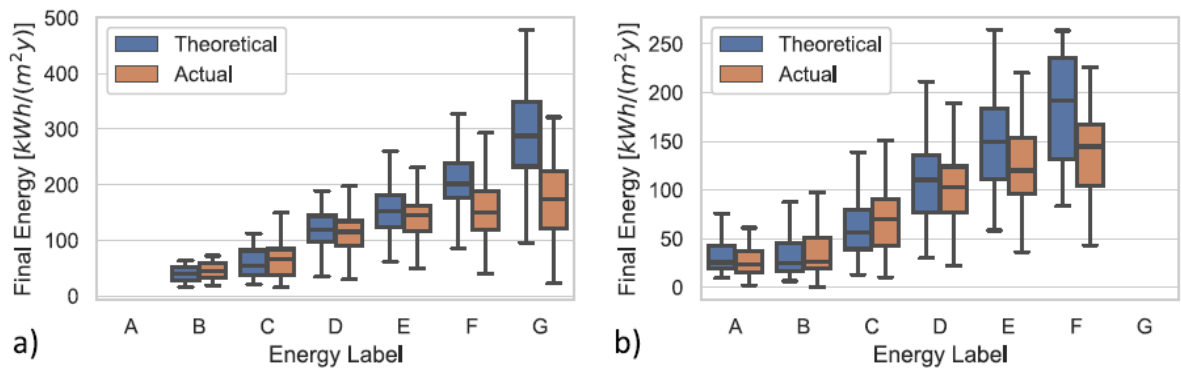 500
400
300
200
100
0
Final Energy [kWh/(m²y)]
Theoretical
Actual
A B C D E F G
Energy Label
a)
250
200
150
100
50
0
Final Energy [kWh/(m²y)]
Theoretical
Actual
A B C D E F G
Energy Label
b)